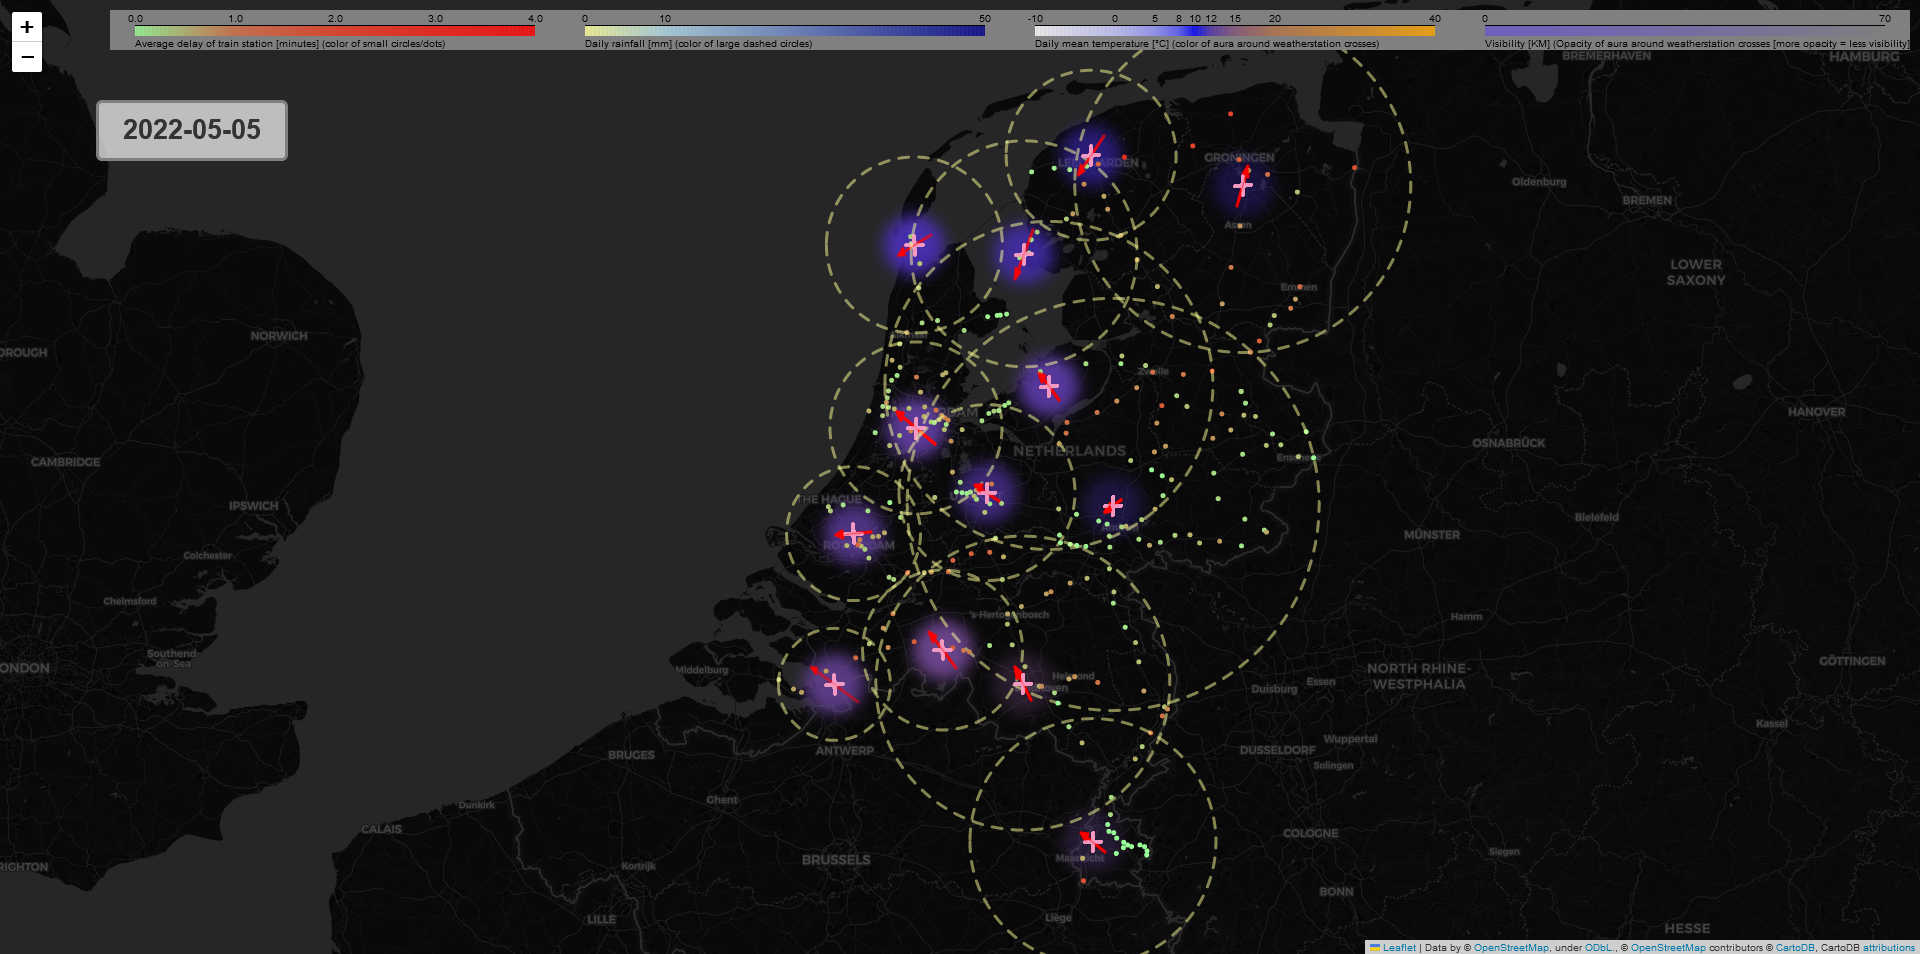 +
−
0.0 1.0 2.0 3.0 4.0
Average delay of train station [minutes] (color of small circles/dots)
0 10 50
Daily rainfall [mm] (color of large dashed circles)
-10 0 5 8 10 12 15 20 40
Daily mean temperature [°C] (color of aura around weatherstation crosses)
0 70
Visibility [KM] (Opacity of aura around weatherstation crosses [more opacity = less visibility]
2022-05-05
BREMERHAVEN
HAMBURG
GRONINGEN
Oldenburg
BREMEN
Assen
LOWER
SAXONY
Emmen
NORWICH
OROUGH
Zwolle
HANOVER
OSNABRÜCK
NETHERLANDS
CAMBRIDGE
THE HAGUE
IPSWICH
Bielefeld
MÜNSTER
Colchester
Chelmsford
's-Hertogenbosch
Hamm
Southend-
on Sea
ONDON
Middelburg
Helmond
NORTH RHINE-
WESTPHALIA
GÖTTINGEN
Essen
Duisburg
Kassel
ANTWERP
BRUGES
DUSSELDORF
Wuppertal
Solingen
Ghent
Dunkirk
CALAIS
COLOGNE
Siegen
BRUSSELS
Maastricht
RIGHTON
Kortrijk
BONN
LILLE
Liège
HESSE
Leaflet | Data by © OpenStreetMap, under ODbL., © OpenStreetMap contributors © CartoDB, CartoDB attributions